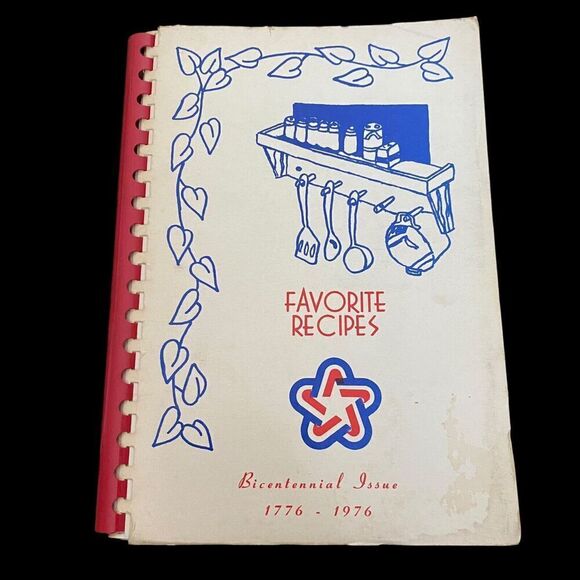 FAVORITE
RECIPES
Bicentennial Issue
1776 - 1976